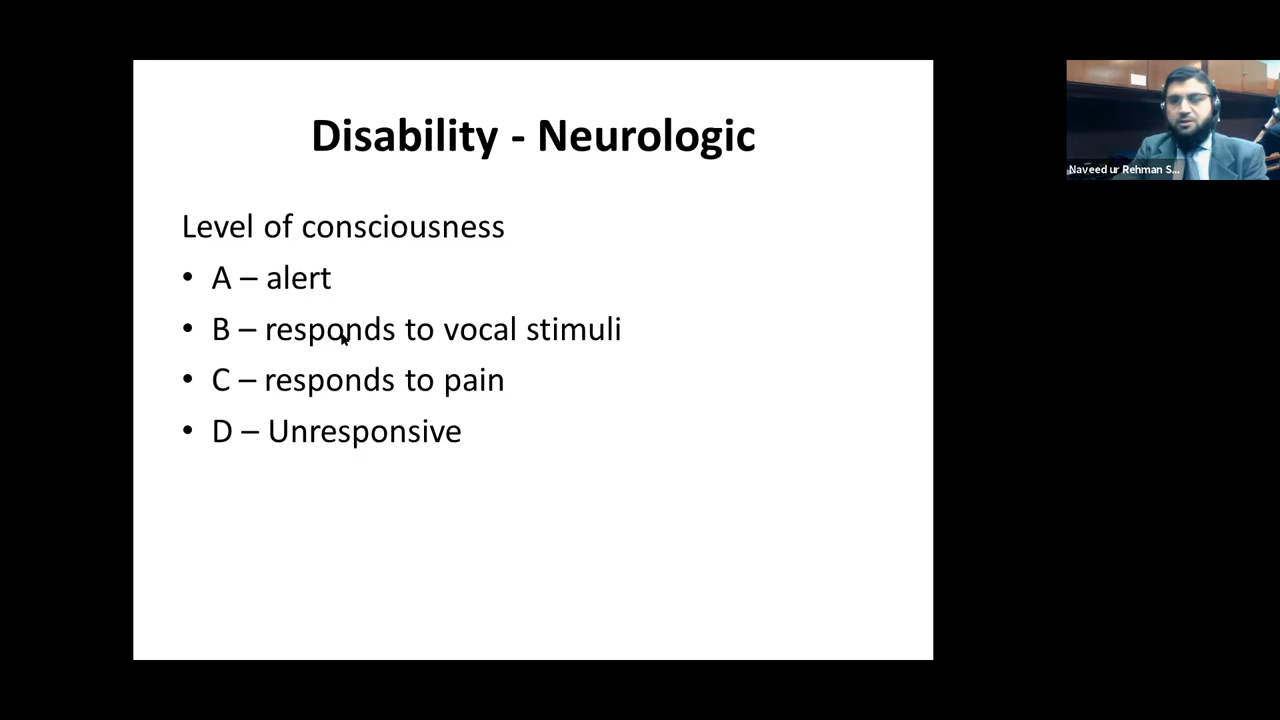 Disability - Neurologic
Level of consciousness
• A – alert
• B – responds to vocal stimuli
• C – responds to pain
• D – Unresponsive
Naveed ur Rehman S...